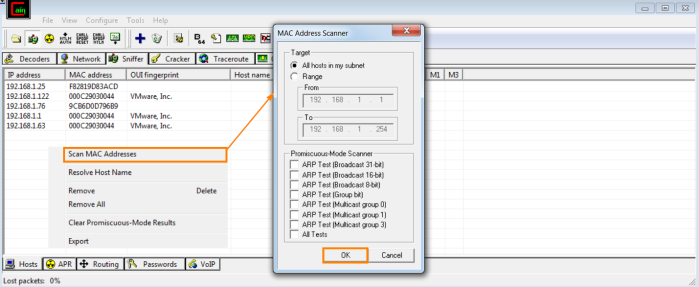 Cain
File View Configure Tools Help
Decoders Network Sniffer Cracker Traceroute
IP address MAC address OUI fingerprint Host name M1 M3
192.168.1.25 F82819D83ACD
192.168.1.122 000C29030044 VMware, Inc.
192.168.1.76 9CB6D0D796B9
192.168.1.1 000C29030044 VMware, Inc.
192.168.1.63 000C29030044 VMware, Inc.
Scan MAC Addresses
Resolve Host Name
Remove Delete
Remove All
Clear Promiscuous-Mode Results
Export
MAC Address Scanner
Target
All hosts in my subnet
Range
From
192 . 168 . 1 . 1
To
192 . 168 . 1 . 254
Promiscuous-Mode Scanner
ARP Test (Broadcast 31-bit)
ARP Test (Broadcast 16-bit)
ARP Test (Broadcast 8-bit)
ARP Test (Group bit)
ARP Test (Multicast group 0)
ARP Test (Multicast group 1)
ARP Test (Multicast group 3)
All Tests
OK Cancel
Hosts APR Routing Passwords VoIP
Lost packets: 0%